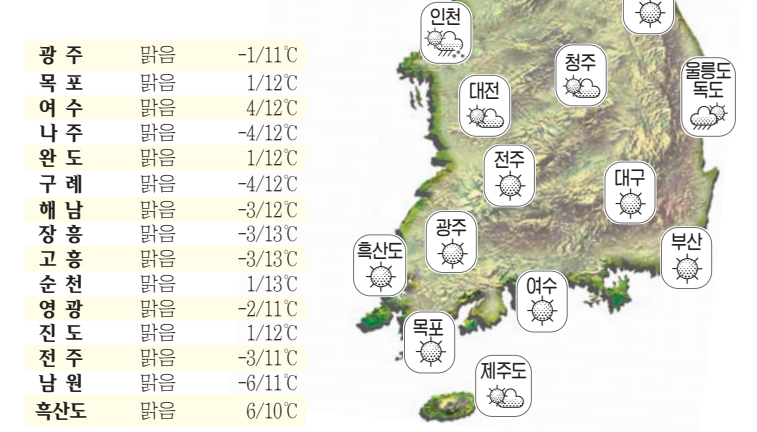 광 주 맑음 -1/11℃
목 포 맑음 1/12℃
여 수 맑음 4/12℃
나 주 맑음 -4/12℃
완 도 맑음 1/12℃
구 례 맑음 -4/12℃
해 남 맑음 -3/12℃
장 흥 맑음 -3/13℃
고 흥 맑음 -3/13℃
순 천 맑음 1/13℃
영 광 맑음 -2/11℃
진 도 맑음 1/12℃
전 주 맑음 -3/11℃
남 원 맑음 -6/11℃
흑산도 맑음 6/10℃
인천
청주
울릉도
독도
대전
전주
대구
광주
흑산도
부산
여수
목포
제주도